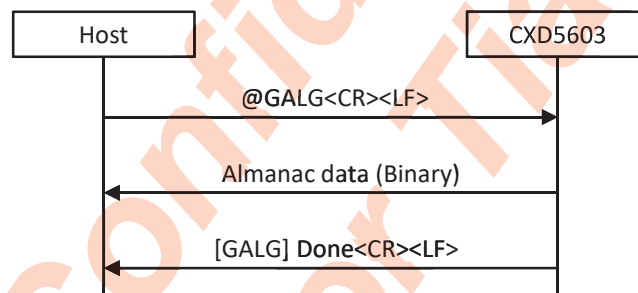 Host
CXD5603
@GALG<CR><LF>
Almanac data (Binary)
[GALG] Done<CR><LF>